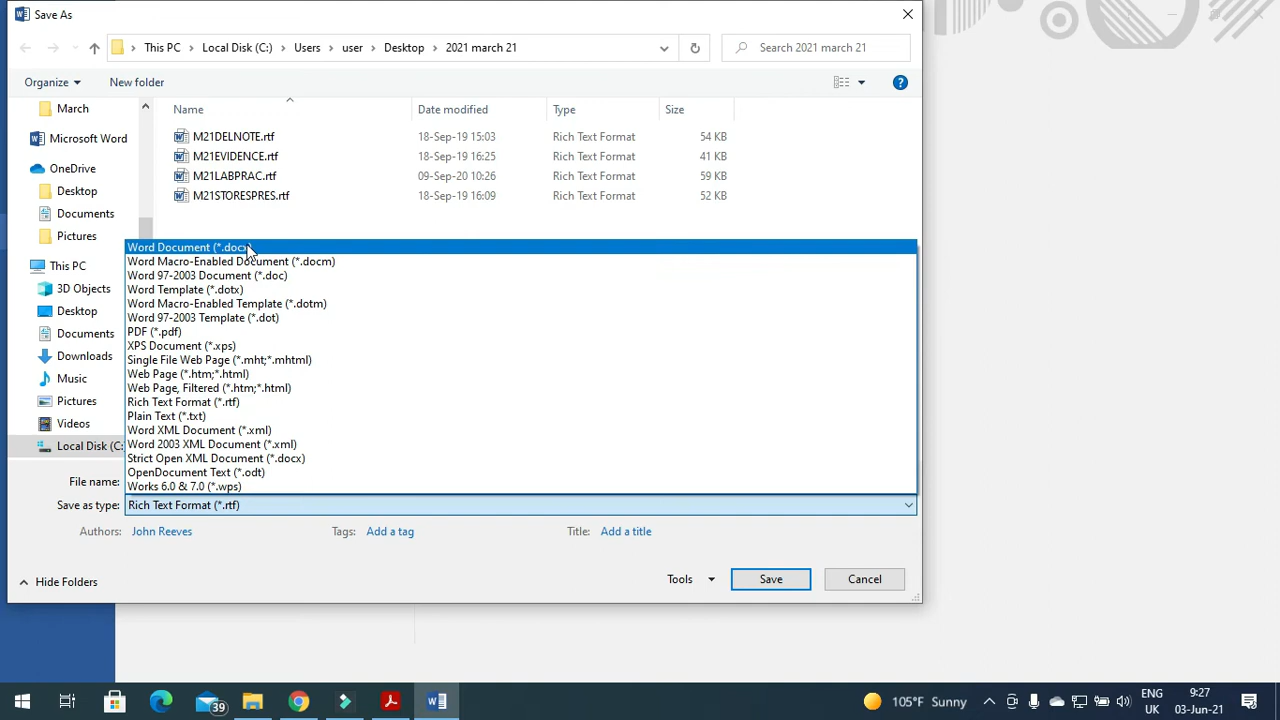 Save As
This PC > Local Disk (C:) > Users > user > Desktop > 2021 march 21
Search 2021 march 21
Organize
New folder
March
Microsoft Word
OneDrive
Desktop
Documents
Pictures
This PC
3D Objects
Desktop
Documents
Downloads
Music
Pictures
Videos
Local Disk (C:
Name Date modified Type Size
M21DELNOTE.rtf 18-Sep-19 15:03 Rich Text Format 54 KB
M21EVIDENCE.rtf 18-Sep-19 16:25 Rich Text Format 41 KB
M21LABPRAC.rtf 09-Sep-20 10:26 Rich Text Format 59 KB
M21STORESPRES.rtf 18-Sep-19 16:09 Rich Text Format 52 KB
Word Document (*.docx)
Word Macro-Enabled Document (*.docm)
Word 97-2003 Document (*.doc)
Word Template (*.dotx)
Word Macro-Enabled Template (*.dotm)
Word 97-2003 Template (*.dot)
PDF (*.pdf)
XPS Document (*.xps)
Single File Web Page (*.mht;*.mhtml)
Web Page (*.htm;*.html)
Web Page, Filtered (*.htm;*.html)
Rich Text Format (*.rtf)
Plain Text (*.txt)
Word XML Document (*.xml)
Word 2003 XML Document (*.xml)
Strict Open XML Document (*.docx)
OpenDocument Text (*.odt)
Works 6.0 & 7.0 (*.wps)
File name:
Save as type: Rich Text Format (*.rtf)
Authors: John Reeves Tags: Add a tag Title: Add a title
Hide Folders
Tools Save Cancel
39
105°F Sunny
ENG
UK
9:27
03-Jun-21